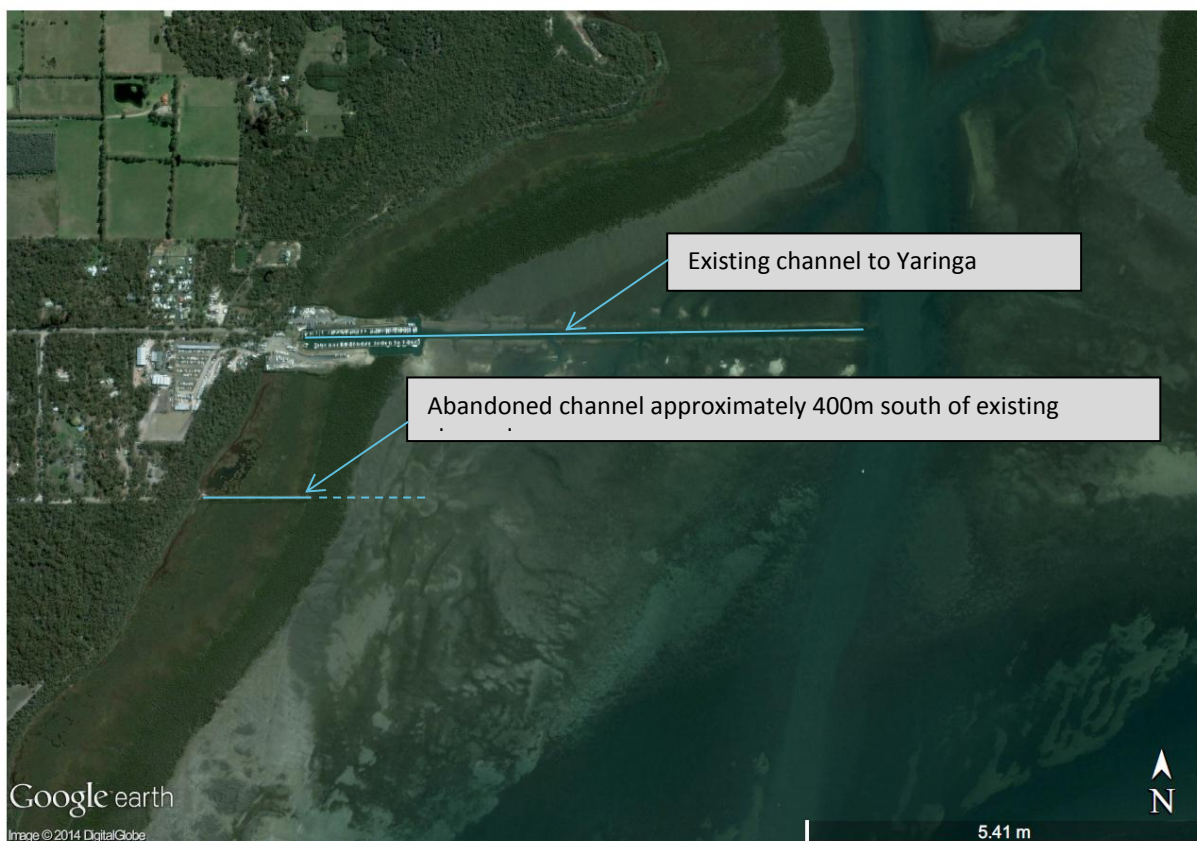 Existing channel to Yaringa
Abandoned channel approximately 400m south of existing
Google earth
Image © 2014 DigitalGlobe
N
5.41 m